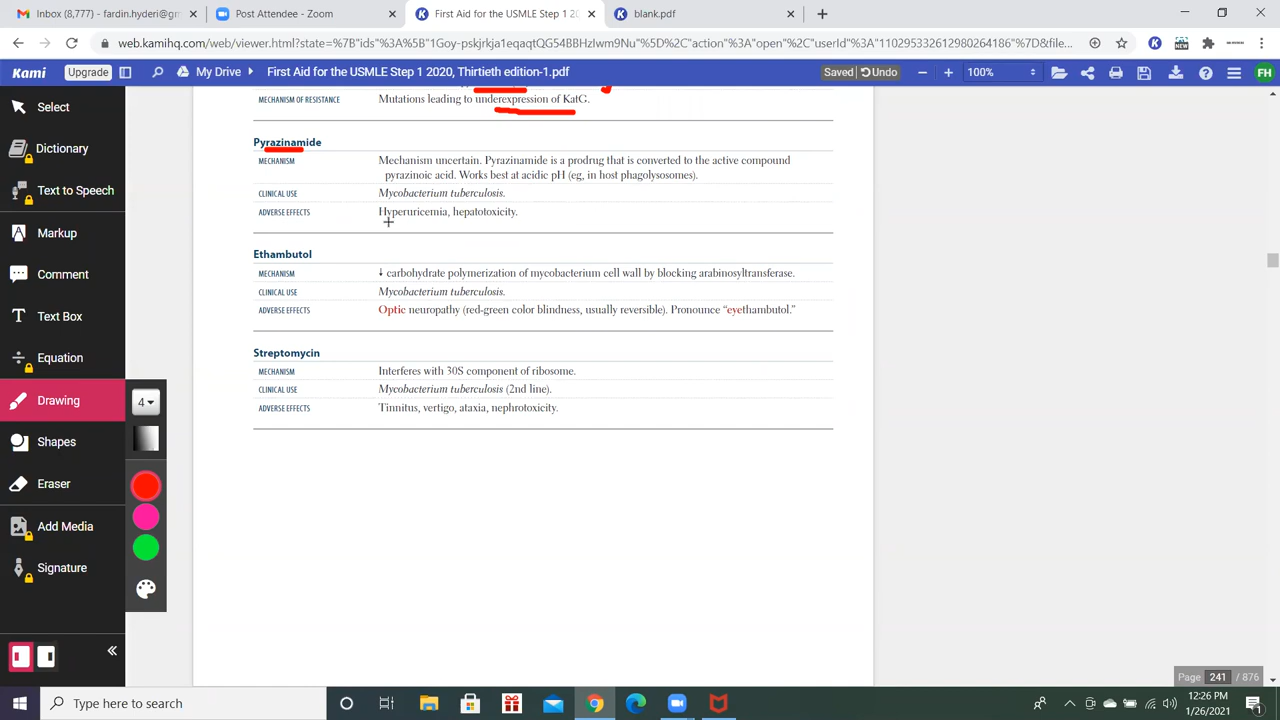 Inbox (8,777) - fardin.hyderi@gm
Post Attendee - Zoom
First Aid for the USMLE Step 1 20
blank.pdf
web.kamihq.com/web/viewer.html?state=%7B"ids"%3A%5B"1Goy-pskjkja1eqaqtQG54BBHzlwm9Nu"%5D%2C"action"%3A"open"%2C"userId"%3A"110295332612980264186"%7D&file...
NEW
Kami
Upgrade
My Drive
First Aid for the USMLE Step 1 2020, Thirtieth edition-1.pdf
Saved
Undo
100%
FH
Select
Dictionary
Text to Speech
Markup
Comment
Text Box
Equation
Drawing
Shapes
Eraser
Add Media
Signature
4
MECHANISM OF RESISTANCE Mutations leading to underexpression of KatG.
Pyrazinamide
MECHANISM Mechanism uncertain. Pyrazinamide is a prodrug that is converted to the active compound
pyrazinoic acid. Works best at acidic pH (eg, in host phagolysosomes).
CLINICAL USE Mycobacterium tuberculosis.
ADVERSE EFFECTS Hyperuricemia, hepatotoxicity.
Ethambutol
MECHANISM ↓ carbohydrate polymerization of mycobacterium cell wall by blocking arabinosyltransferase.
CLINICAL USE Mycobacterium tuberculosis.
ADVERSE EFFECTS Optic neuropathy (red-green color blindness, usually reversible). Pronounce “eyethambutol.”
Streptomycin
MECHANISM Interferes with 30S component of ribosome.
CLINICAL USE Mycobacterium tuberculosis (2nd line).
ADVERSE EFFECTS Tinnitus, vertigo, ataxia, nephrotoxicity.
Page 241 / 876
Type here to search
12:26 PM
1/26/2021